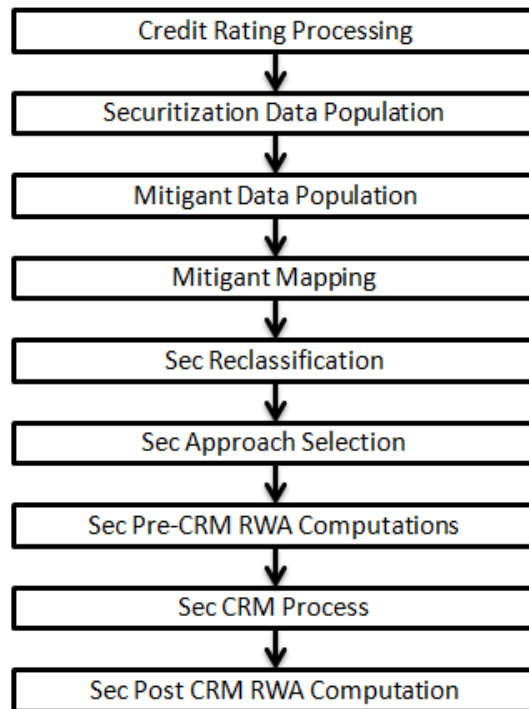 Credit Rating Processing
Securitization Data Population
Mitigant Data Population
Mitigant Mapping
Sec Reclassification
Sec Approach Selection
Sec Pre-CRM RWA Computations
Sec CRM Process
Sec Post CRM RWA Computation